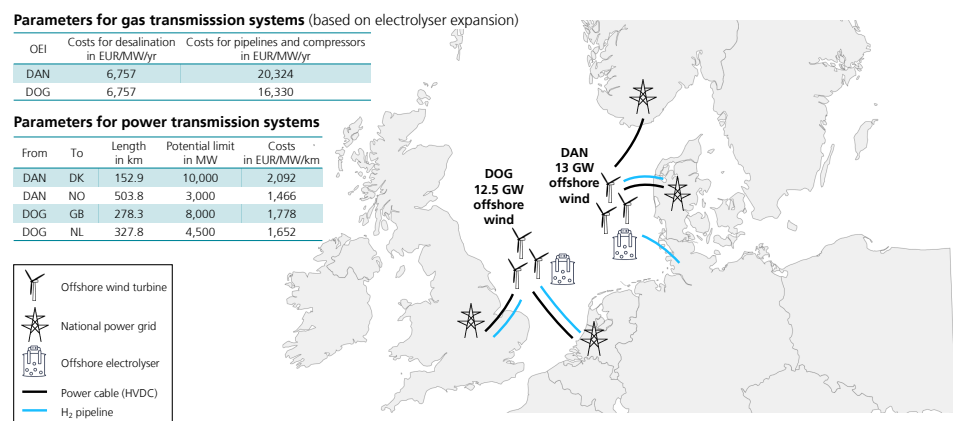 Parameters for gas transmisssion systems (based on electrolyser expansion)
OEI Costs for desalination in EUR/MW/yr Costs for pipelines and compressors in EUR/MW/yr
DAN 6,757 20,324
DOG 6,757 16,330
Parameters for power transmission systems
From To Length in km Potential limit in MW Costs in EUR/MW/km
DAN DK 152.9 10,000 2,092
DAN NO 503.8 3,000 1,466
DOG GB 278.3 8,000 1,778
DOG NL 327.8 4,500 1,652
DOG
12.5 GW
offshore
wind
DAN
13 GW
offshore
wind
Offshore wind turbine
National power grid
Offshore electrolyser
Power cable (HVDC)
H₂ pipeline